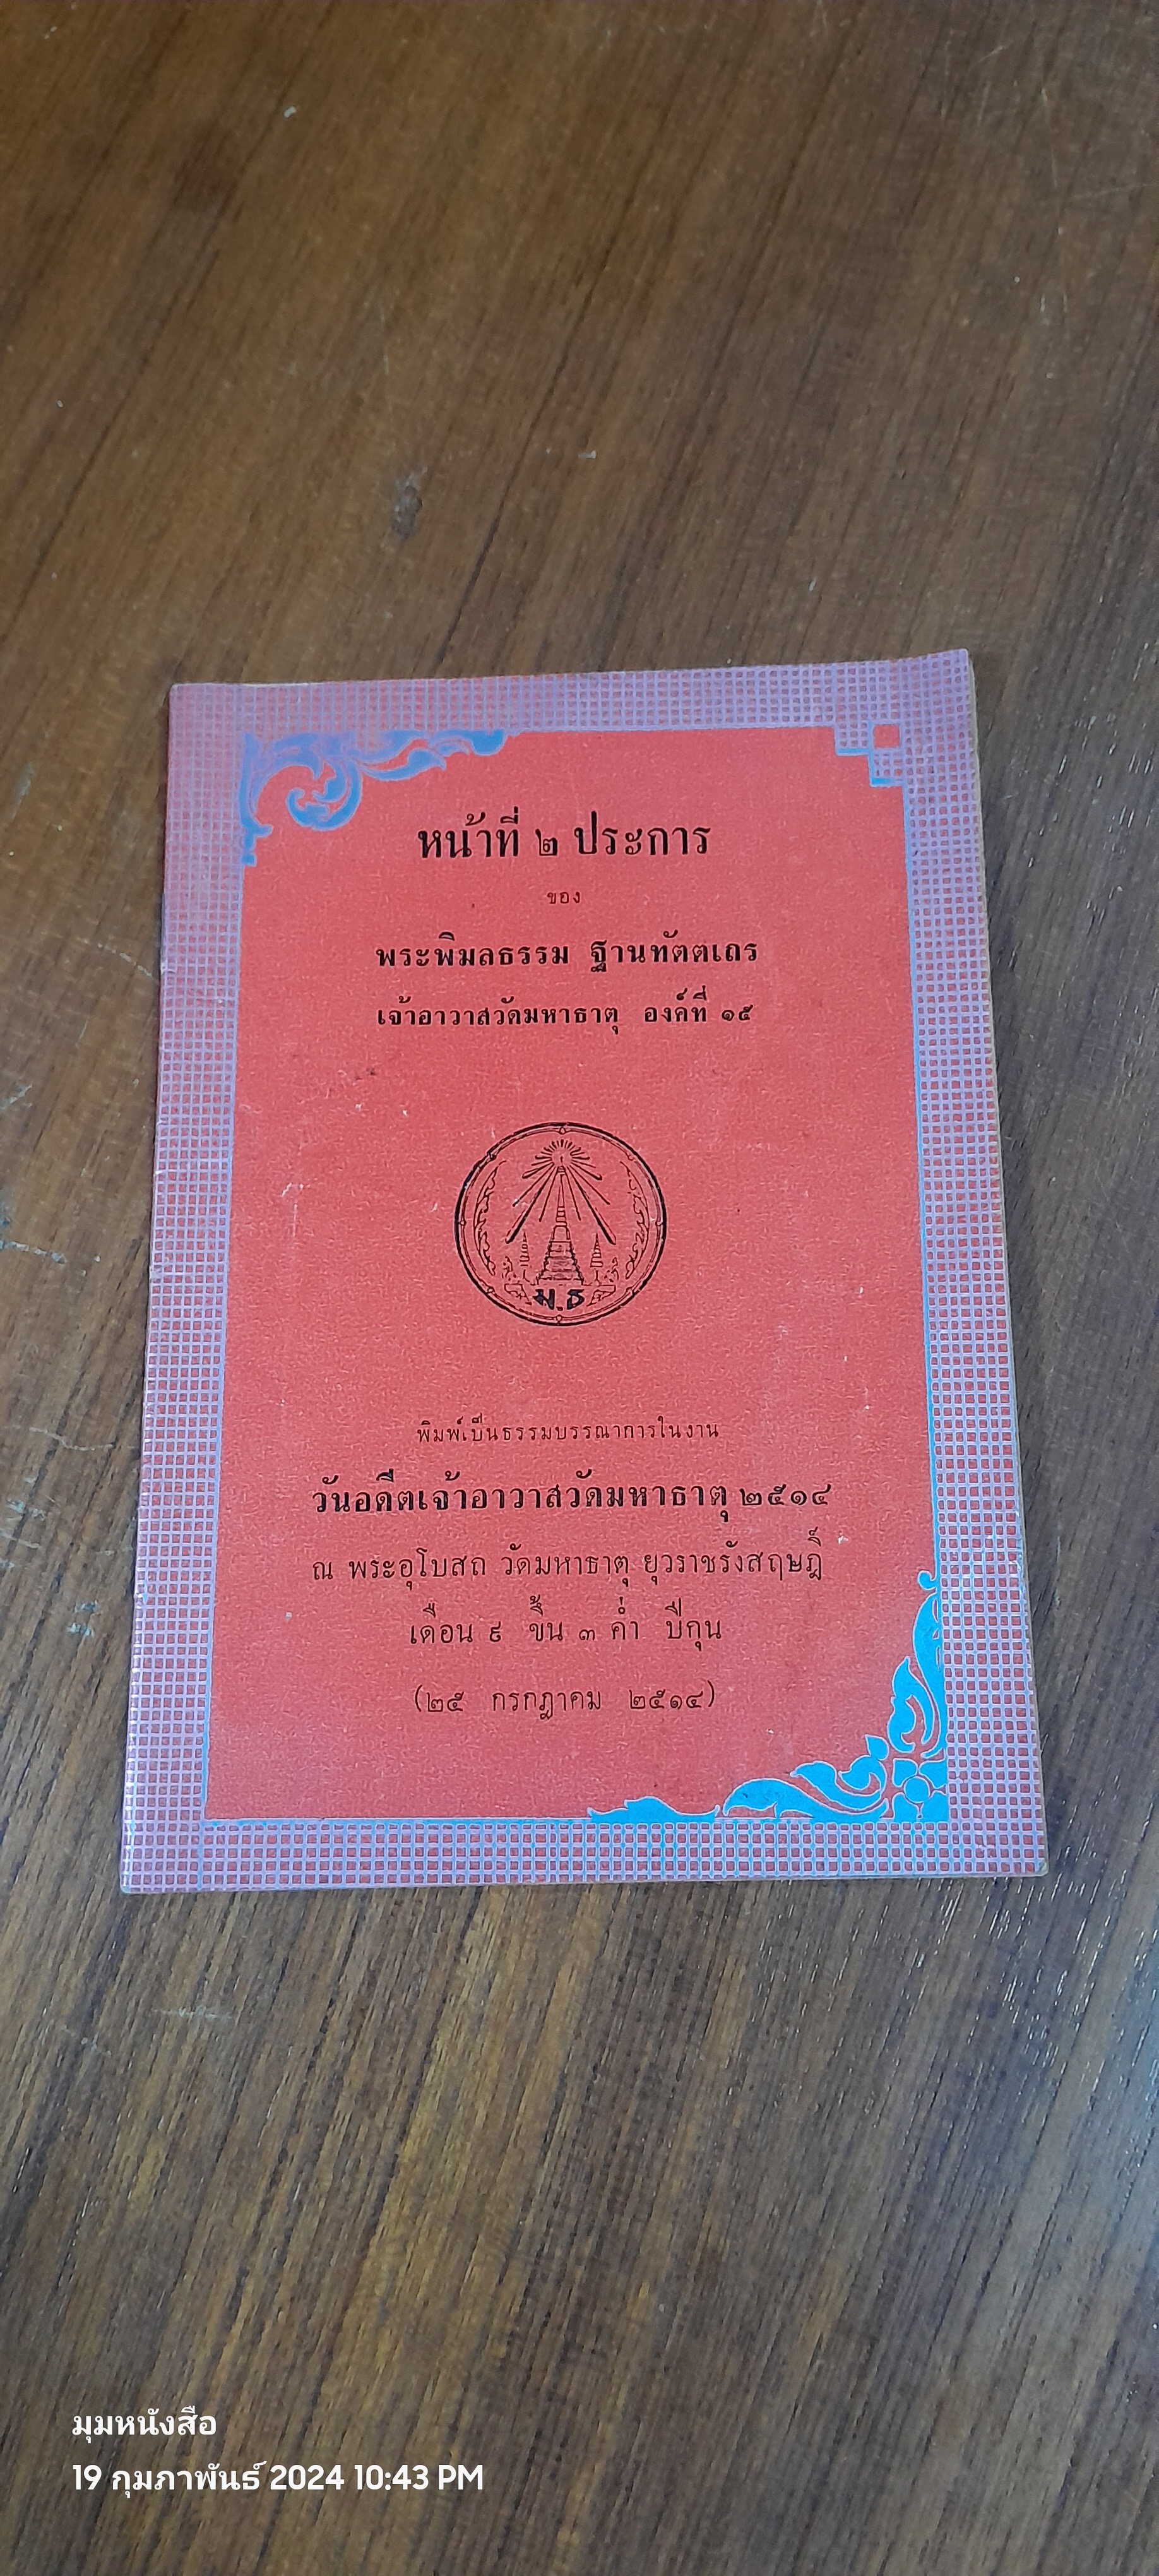 หน้าที่ ๒ ประการ
ของ
พระพิมลธรรม ฐานทัตตเถร
เจ้าอาวาสวัดมหาธาตุ องค์ที่ ๑๕
ม.ธ
พิมพ์เป็นธรรมบรรณาการในงาน
วันอดีตเจ้าอาวาสวัดมหาธาตุ ๒๕๑๔
ณ พระอุโบสถ วัดมหาธาตุ ยุวราชรังสฤษฎิ์
เดือน ๙ ขึ้น ๓ ค่ำ ปีกุน
(๒๕ กรกฎาคม ๒๕๑๔)
มุมหนังสือ
19 กุมภาพันธ์ 2024 10:43 PM